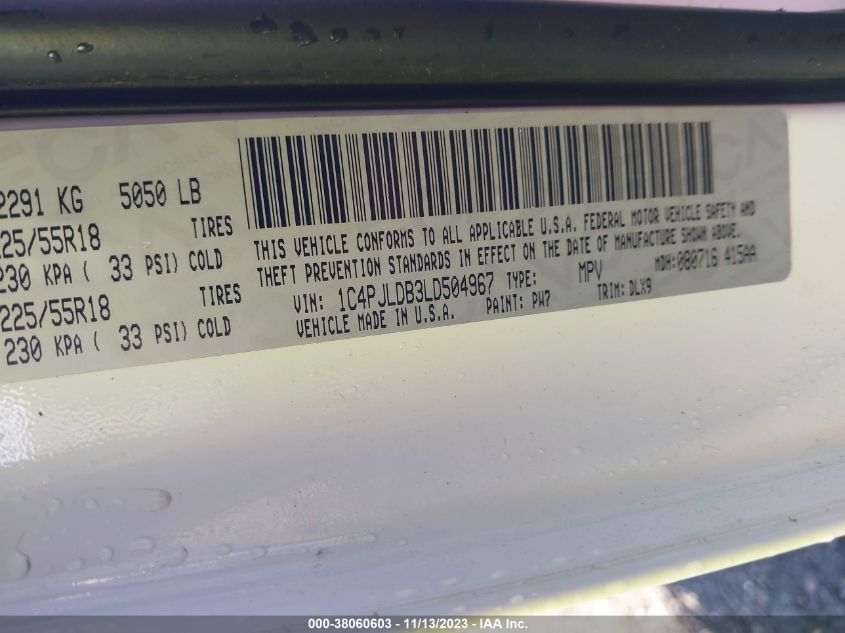 2291 KG 5050 LB
225/55R18 TIRES
230 KPA ( 33 PSI) COLD
225/55R18 TIRES
230 KPA ( 33 PSI) COLD
THIS VEHICLE CONFORMS TO ALL APPLICABLE U.S.A. FEDERAL MOTOR VEHICLE SAFETY AND
THEFT PREVENTION STANDARDS IN EFFECT ON THE DATE OF MANUFACTURE SHOWN ABOVE.
VIN: 1C4PJLDB3LD504967 TYPE: MPV MDH: 080716 415AA
VEHICLE MADE IN U.S.A. PAINT: PW7 TRIM: DLX9
000-38060603 - 11/13/2023 - IAA Inc.